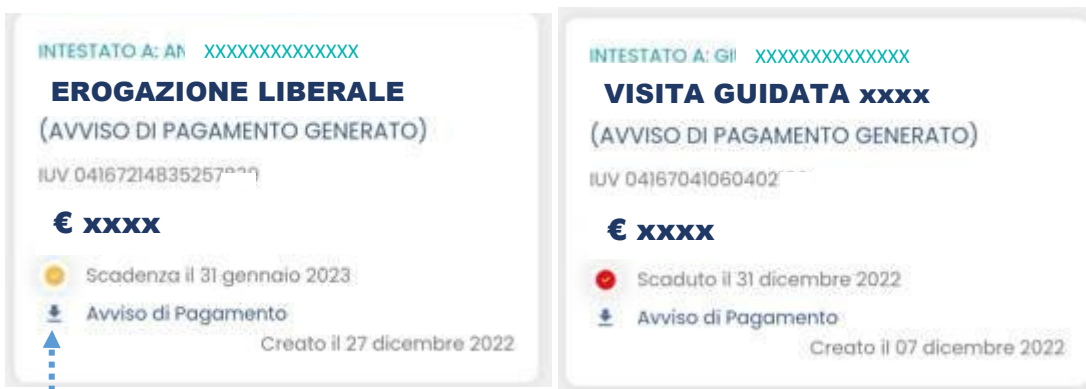 INTESTATO A: AN XXXXXXXXXXXXXX
EROGAZIONE LIBERALE
(AVVISO DI PAGAMENTO GENERATO)
IUV 04167214835257
€ xxxx
Scadenza il 31 gennaio 2023
Avviso di Pagamento
Creato il 27 dicembre 2022
INTESTATO A: GI XXXXXXXXXXXXXX
VISITA GUIDATA xxxx
(AVVISO DI PAGAMENTO GENERATO)
IUV 04167041060402
€ xxxx
Scaduto il 31 dicembre 2022
Avviso di Pagamento
Creato il 07 dicembre 2022